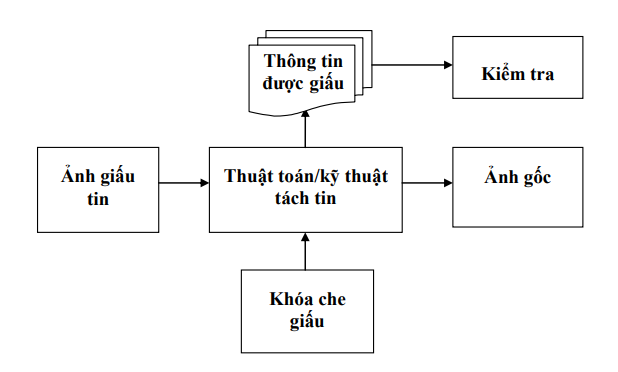 Thông tin
được giấu
Kiểm tra
Ảnh giấu
tin
Thuật toán/kỹ thuật
tách tin
Ảnh gốc
Khóa che
giấu